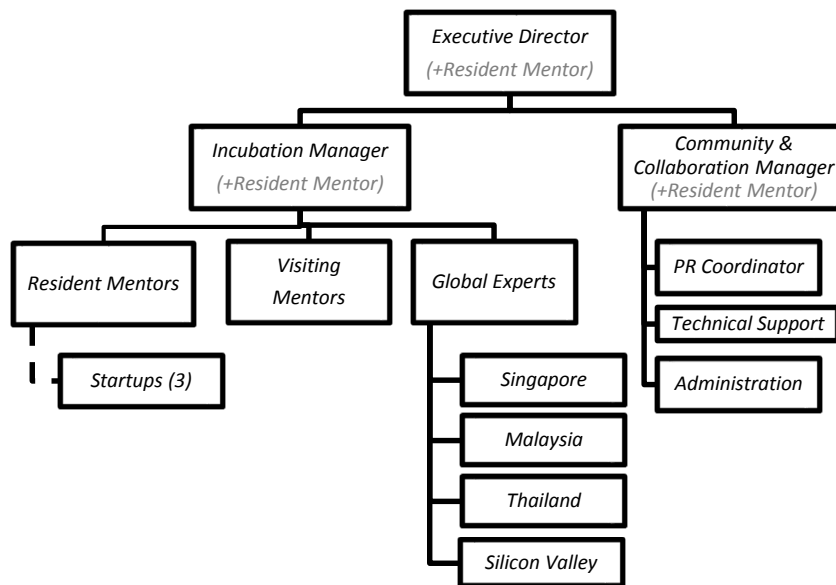 Executive Director
(+Resident Mentor)
Incubation Manager
(+Resident Mentor)
Community &
Collaboration Manager
(+Resident Mentor)
Resident Mentors
Visiting
Mentors
Global Experts
PR Coordinator
Technical Support
Administration
Startups (3)
Singapore
Malaysia
Thailand
Silicon Valley